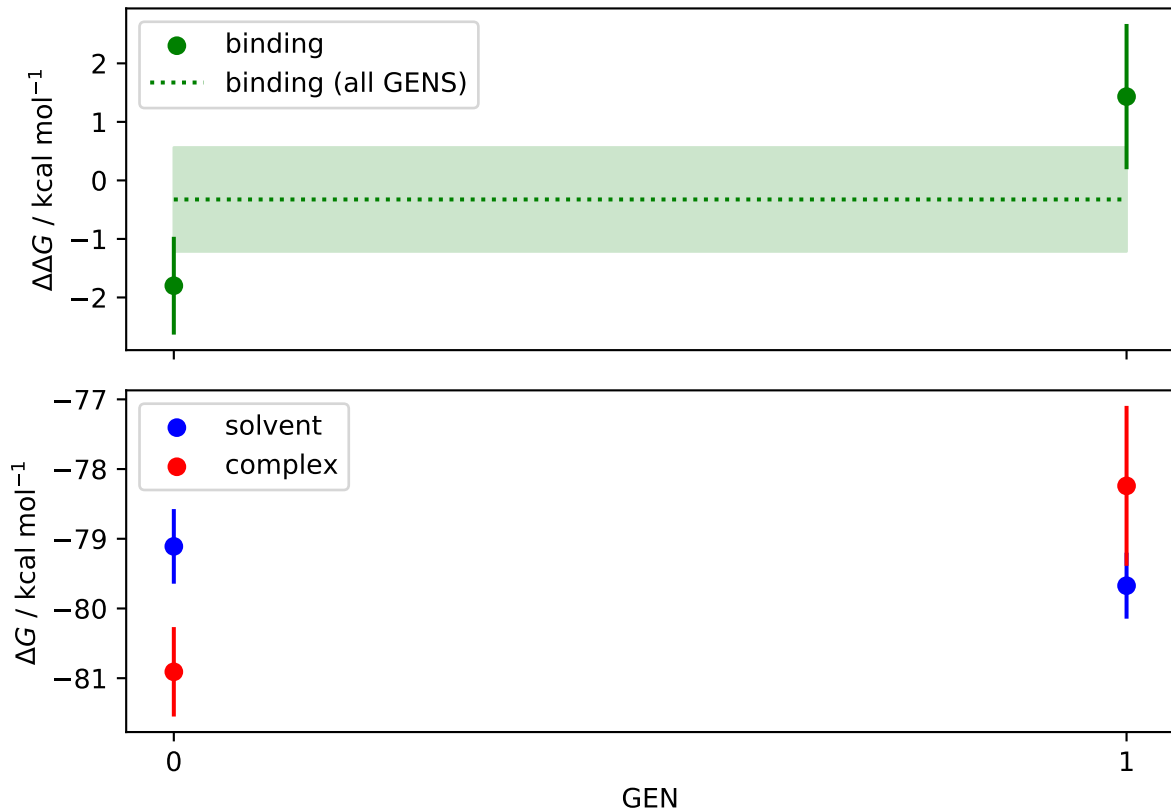 binding
binding (all GENS)
ΔΔG / kcal mol⁻¹
2
1
0
−1
−2
solvent
complex
ΔG / kcal mol⁻¹
−77
−78
−79
−80
−81
0
1
GEN